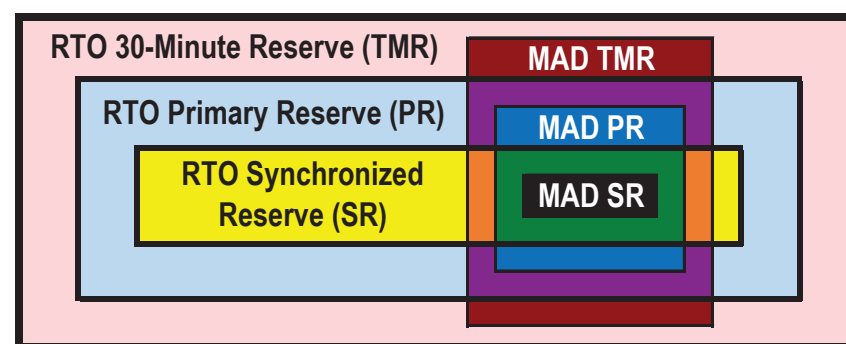 RTO 30-Minute Reserve (TMR)
MAD TMR
RTO Primary Reserve (PR)
MAD PR
RTO Synchronized
Reserve (SR)
MAD SR